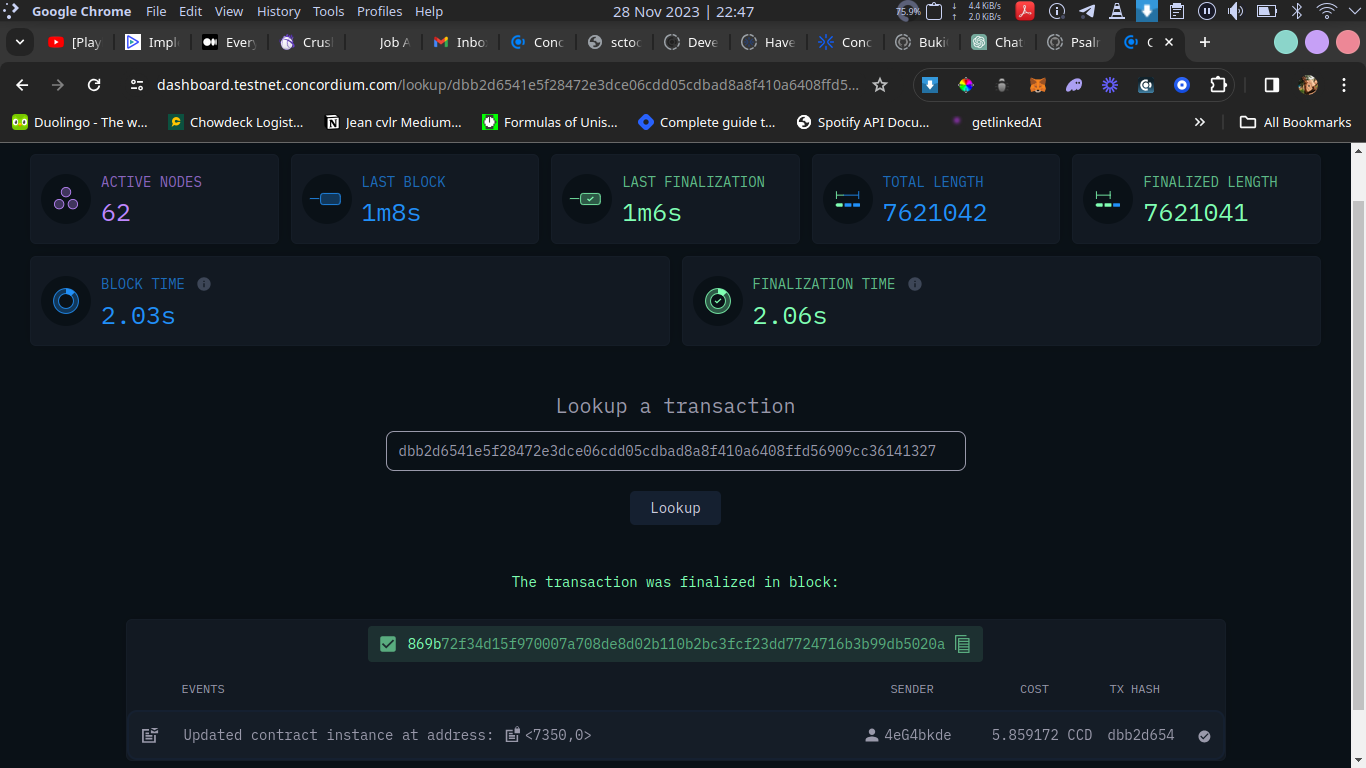 Google Chrome File Edit View History Tools Profiles Help 28 Nov 2023 | 22:47 75.9% 4.4 KiB/s
2.0 KiB/s
[Play Imple Every Crush Job A Inbo Conc sctoc Deve Have Conc Buki Chat Psalr C
dashboard.testnet.concordium.com/lookup/dbb2d6541e5f28472e3dce06cdd05cdbad8a8f410a6408ffd5...
Duolingo - The w... Chowdeck Logist... Jean cvlr Medium... Formulas of Unis... Complete guide t... Spotify API Docu... getlinkedAI » All Bookmarks
ACTIVE NODES
62
LAST BLOCK
1m8s
LAST FINALIZATION
1m6s
TOTAL LENGTH
7621042
FINALIZED LENGTH
7621041
BLOCK TIME
2.03s
FINALIZATION TIME
2.06s
Lookup a transaction
dbb2d6541e5f28472e3dce06cdd05cdbad8a8f410a6408ffd56909cc36141327
Lookup
The transaction was finalized in block:
869b72f34d15f970007a708de8d02b110b2bc3fcf23dd7724716b3b99db5020a
EVENTS SENDER COST TX HASH
Updated contract instance at address: <7350,0> 4eG4bkde 5.859172 CCD dbb2d654